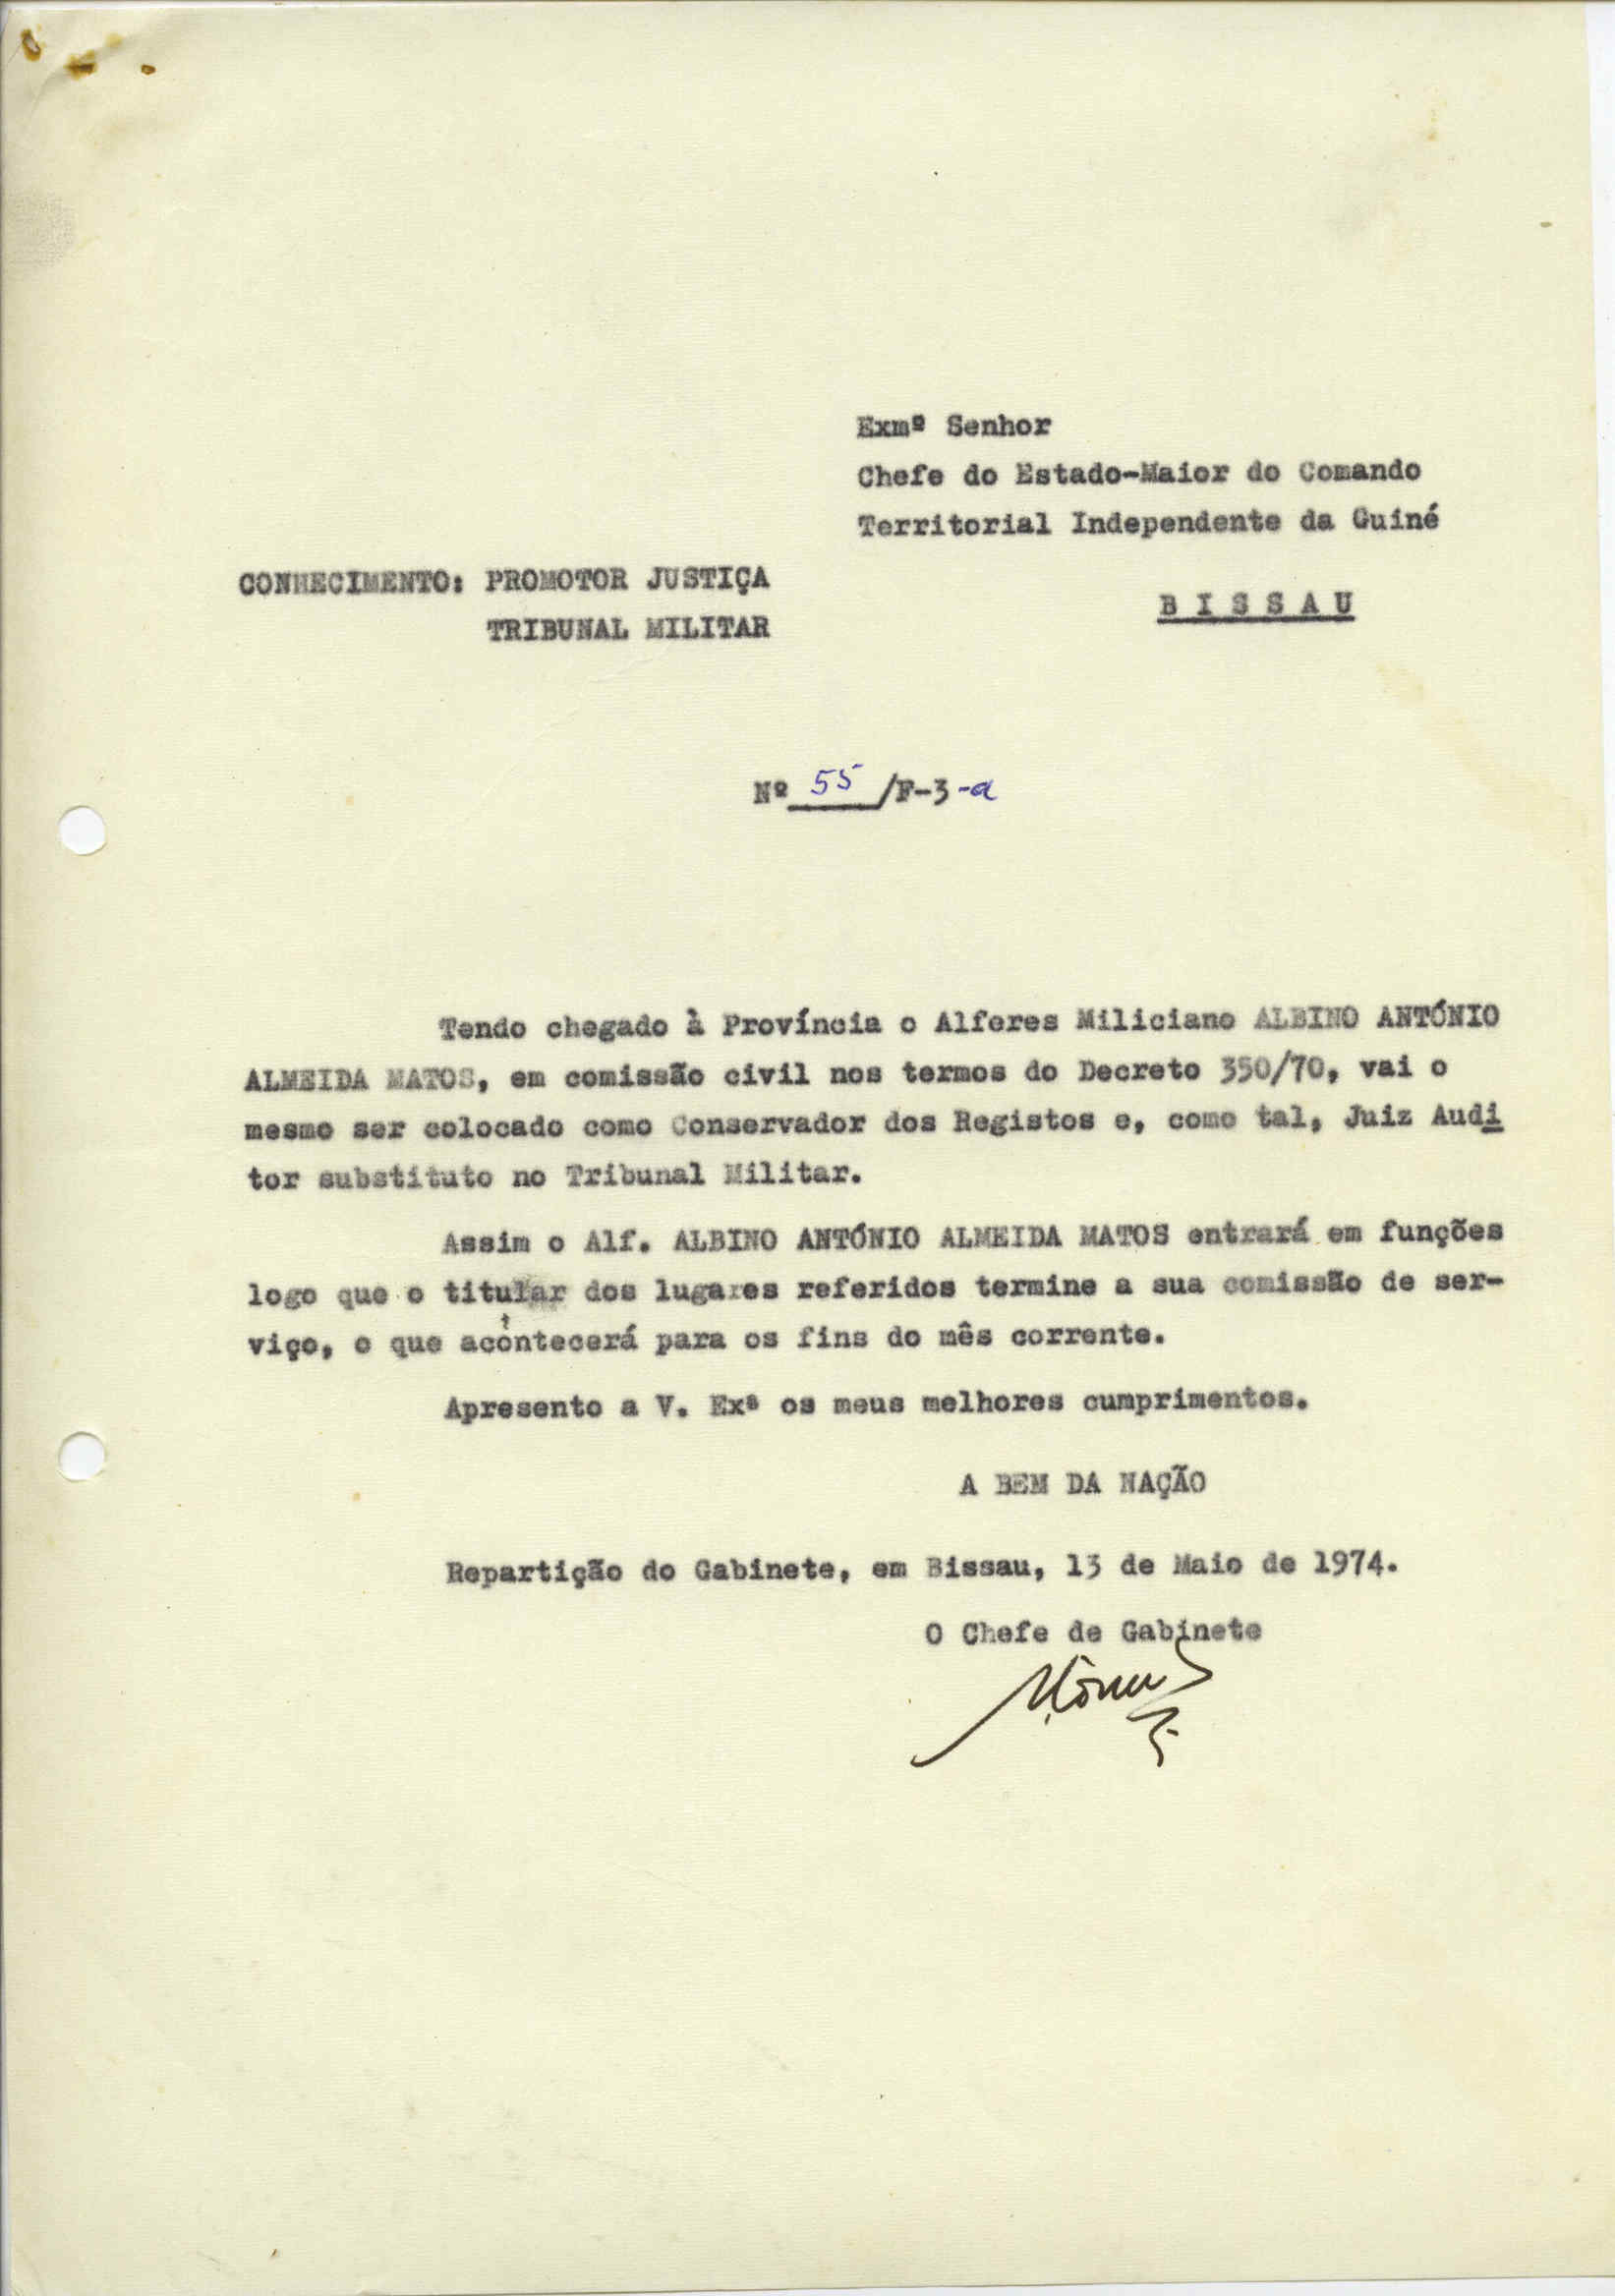 Exmº Senhor
Chefe do Estado-Maior do Comando
Territorial Independente da Guiné
CONHECIMENTO: PROMOTOR JUSTIÇA
B I S S A U
TRIBUNAL MILITAR
Nº 55 /F-3-a
Tendo chegado à Província o Alferes Miliciano ALBINO ANTÓNIO
ALMEIDA MATOS, em comissão civil nos termos do Decreto 350/70, vai o
mesmo ser colocado como Conservador dos Registos e, como tal, Juiz Audi
tor substituto no Tribunal Militar.
Assim o Alf. ALBINO ANTÓNIO ALMEIDA MATOS entrará em funções
logo que o titular dos lugares referidos termine a sua comissão de ser-
viço, o que acontecerá para os fins do mês corrente.
Apresento a V. Exª os meus melhores cumprimentos.
A BEM DA NAÇÃO
Repartição do Gabinete, em Bissau, 13 de Maio de 1974.
O Chefe de Gabinete